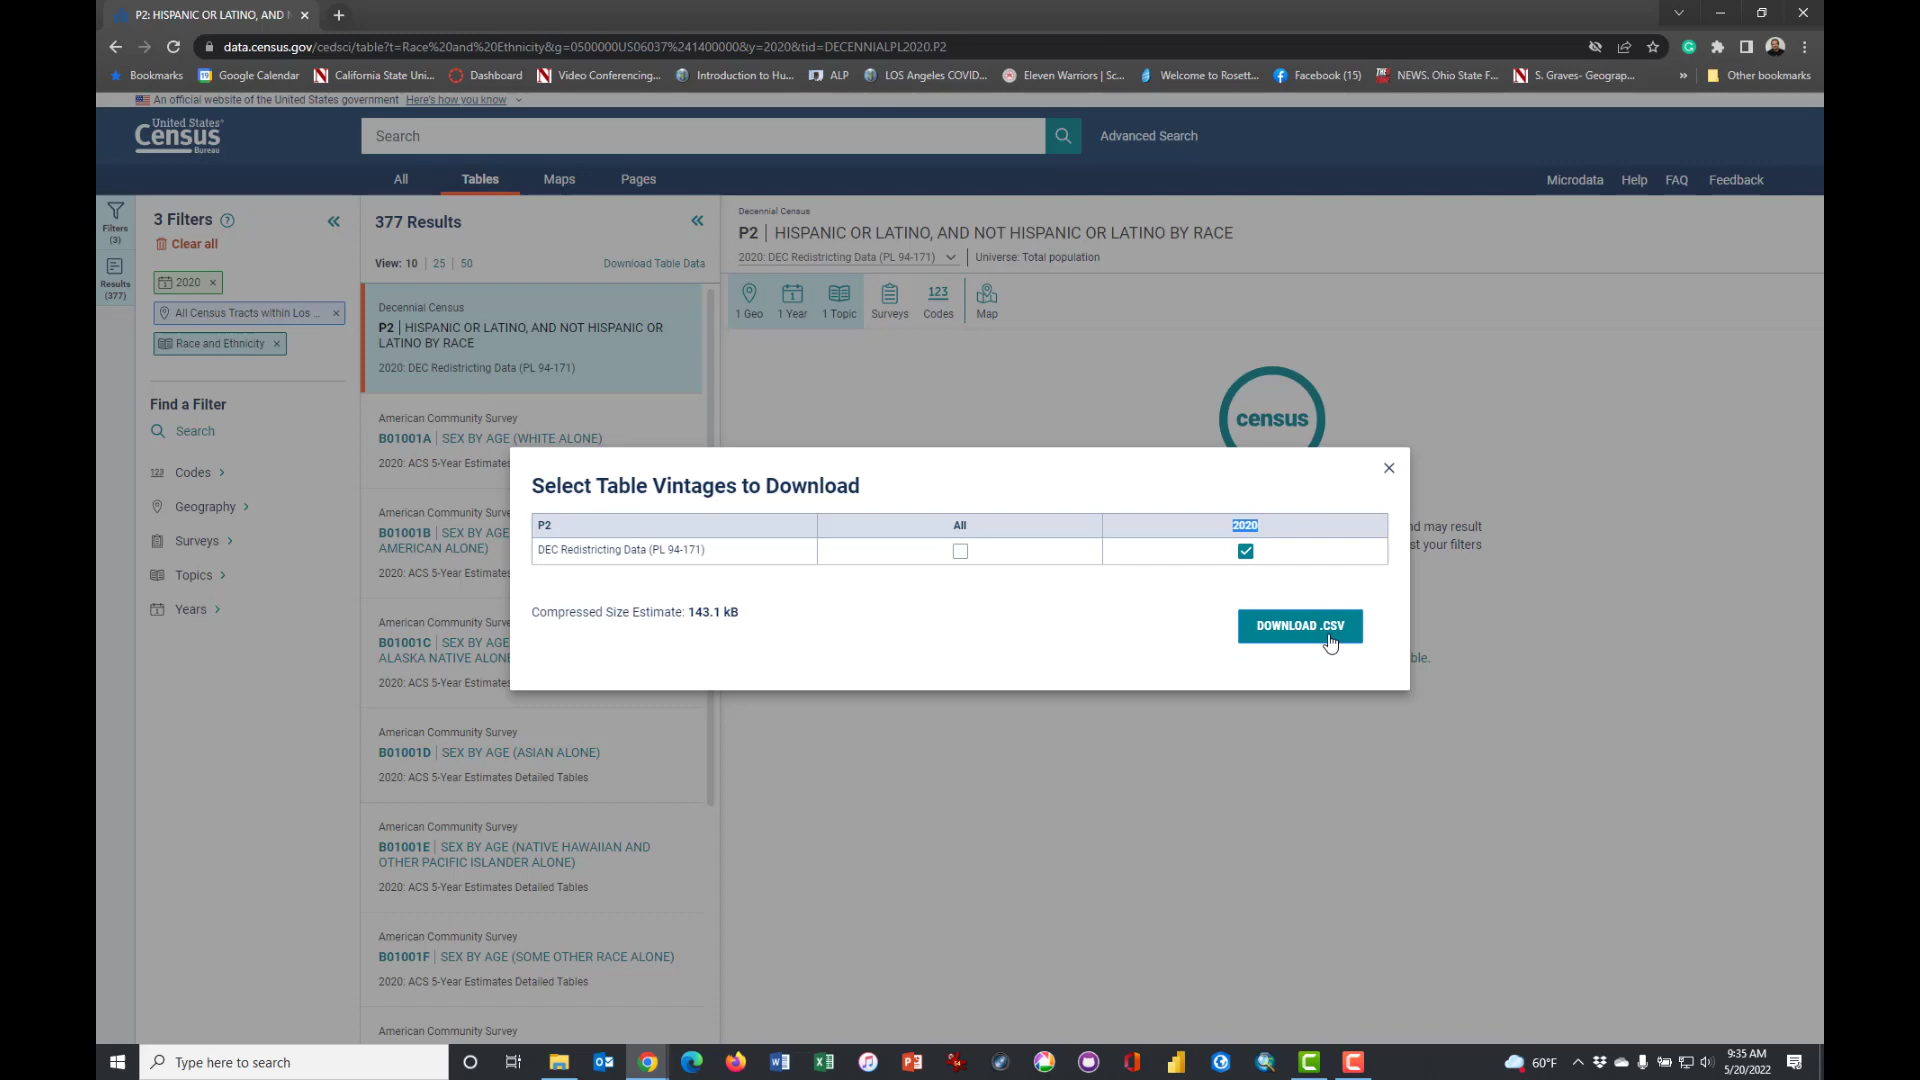 P2: HISPANIC OR LATINO, AND
data.census.gov/cedsci/table?t=Race%20and%20Ethnicity&g=0500000US06037%241400000&y=2020&tid=DECENNIALPL2020.P2
Bookmarks Google Calendar California State Uni... Dashboard Video Conferencing... Introduction to Hu... ALP LOS Angeles COVID... Eleven Warriors | Sc... Welcome to Rosett... Facebook (15) NEWS. Ohio State F... S. Graves- Geograp... » Other bookmarks
An official website of the United States government Here's how you know
United States®
Census
Bureau
Search
Advanced Search
All Tables Maps Pages
Microdata Help FAQ Feedback
Filters
(3)
Results
(377)
3 Filters
Clear all
2020
All Census Tracts within Los ...
Race and Ethnicity
Find a Filter
Search
Codes
Geography
Surveys
Topics
Years
377 Results
View: 10 | 25 | 50 Download Table Data
Decennial Census
P2 | HISPANIC OR LATINO, AND NOT HISPANIC OR
LATINO BY RACE
2020: DEC Redistricting Data (PL 94-171)
American Community Survey
B01001A | SEX BY AGE (WHITE ALONE)
2020: ACS 5-Year Estimates
American Community Surve
B01001B | SEX BY AGE
AMERICAN ALONE)
2020: ACS 5-Year Estimates
American Community Surve
B01001C | SEX BY AGE
ALASKA NATIVE ALONE
2020: ACS 5-Year Estimates
American Community Survey
B01001D | SEX BY AGE (ASIAN ALONE)
2020: ACS 5-Year Estimates Detailed Tables
American Community Survey
B01001E | SEX BY AGE (NATIVE HAWAIIAN AND
OTHER PACIFIC ISLANDER ALONE)
2020: ACS 5-Year Estimates Detailed Tables
American Community Survey
B01001F | SEX BY AGE (SOME OTHER RACE ALONE)
2020: ACS 5-Year Estimates Detailed Tables
American Community Survey
Decennial Census
P2 | HISPANIC OR LATINO, AND NOT HISPANIC OR LATINO BY RACE
2020: DEC Redistricting Data (PL 94-171) | Universe: Total population
1 Geo 1 Year 1 Topic Surveys 123 Codes Map
census
nd may result
st your filters
ble.
Select Table Vintages to Download
P2 All 2020
DEC Redistricting Data (PL 94-171)
Compressed Size Estimate: 143.1 kB
DOWNLOAD .CSV
Type here to search
60°F
9:35 AM
5/20/2022